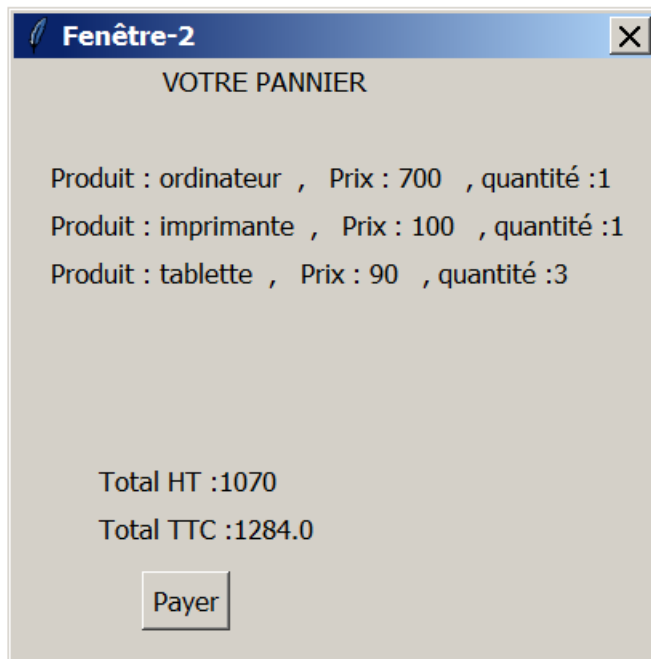 Fenêtre-2
VOTRE PANNIER
Produit : ordinateur , Prix : 700 , quantité :1
Produit : imprimante , Prix : 100 , quantité :1
Produit : tablette , Prix : 90 , quantité :3
Total HT :1070
Total TTC :1284.0
Payer